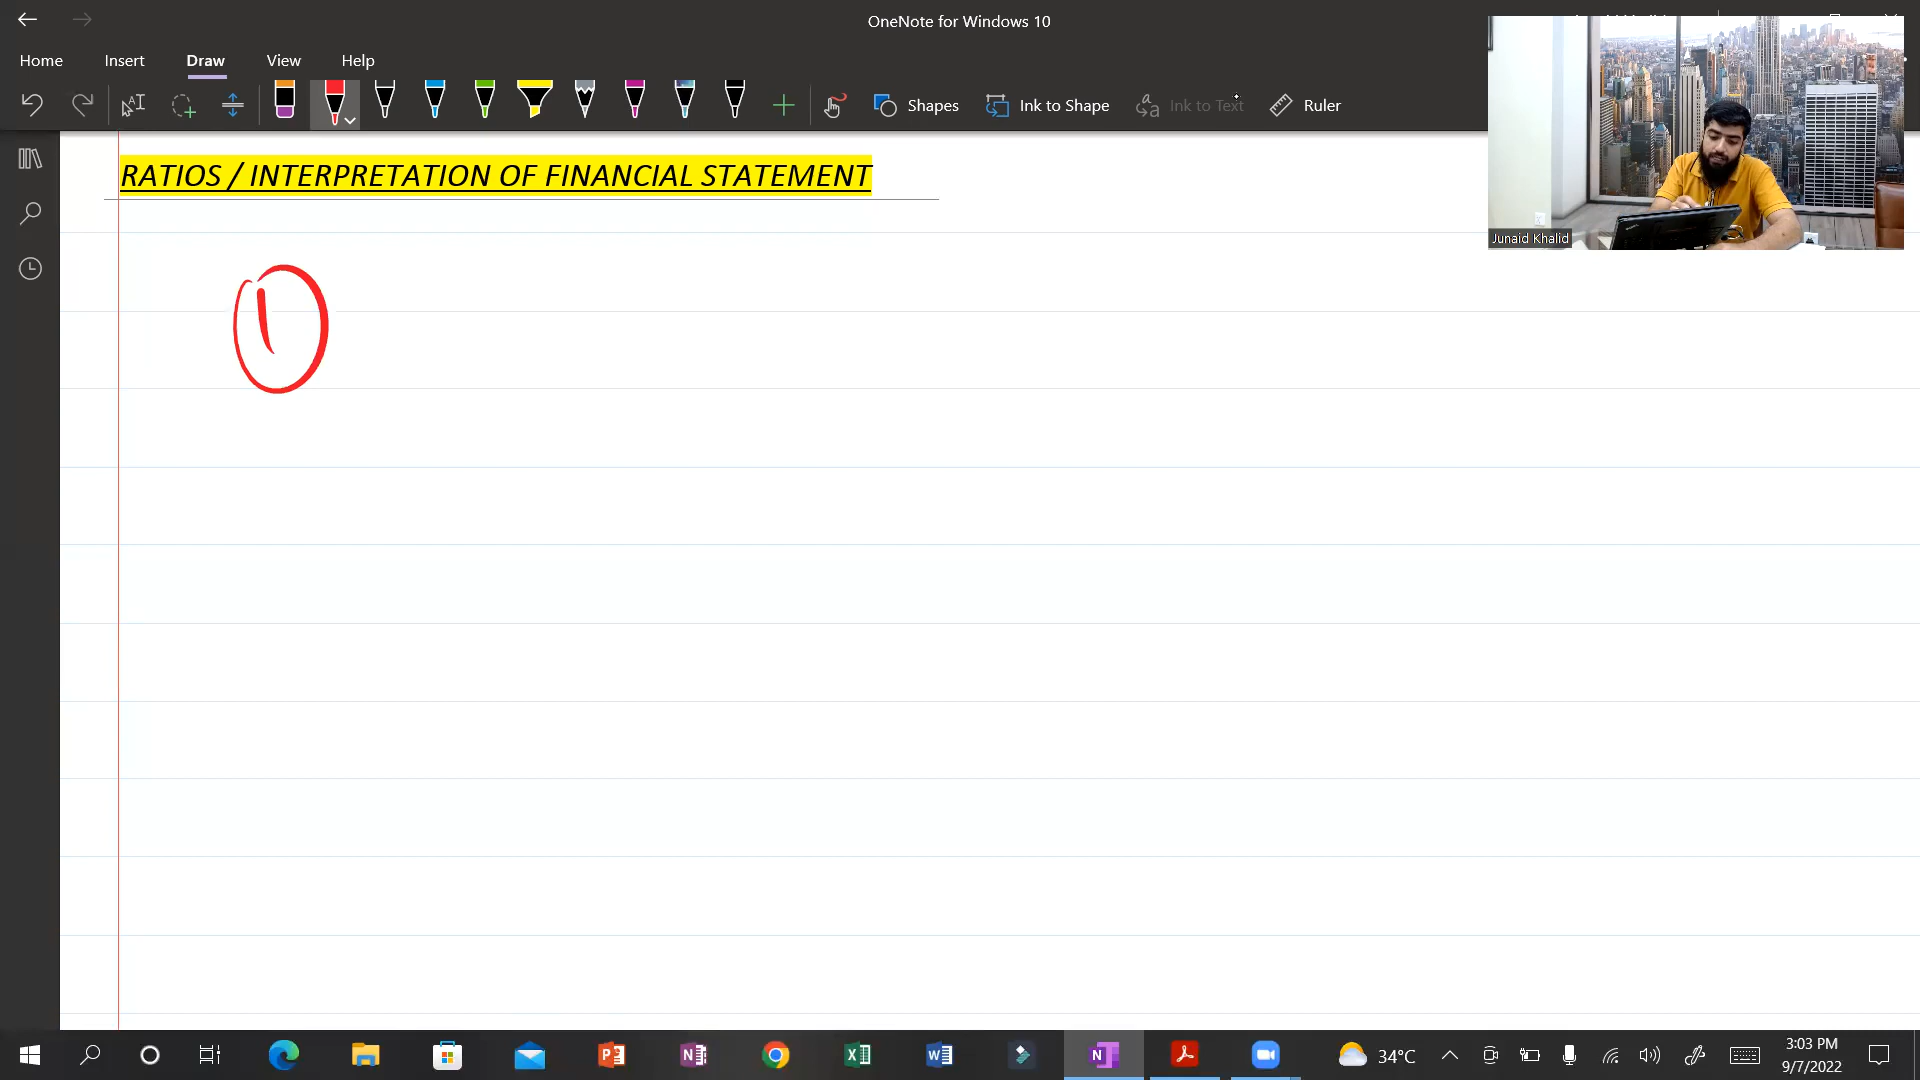 OneNote for Windows 10
Home Insert Draw View Help
Shapes Ink to Shape Ink to Text Ruler
RATIOS / INTERPRETATION OF FINANCIAL STATEMENT
Junaid Khalid
1
34°C
3:03 PM
9/7/2022